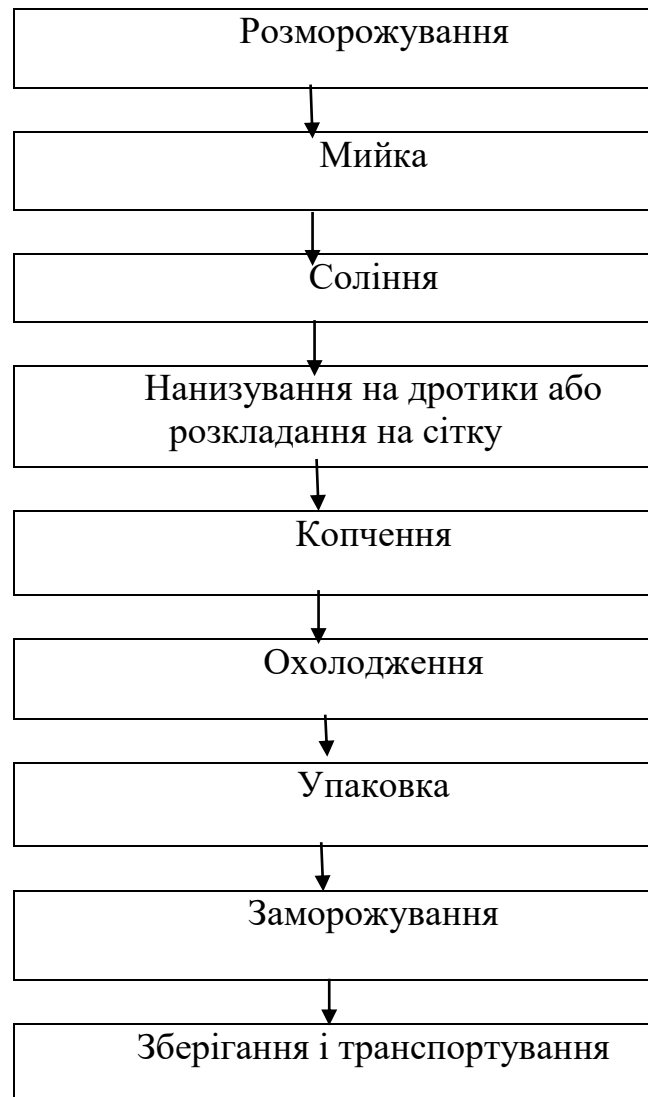 Розморожування
Мийка
Соління
Нанизування на дротики або
розкладання на сітку
Копчення
Охолодження
Упаковка
Заморожування
Зберігання і транспортування